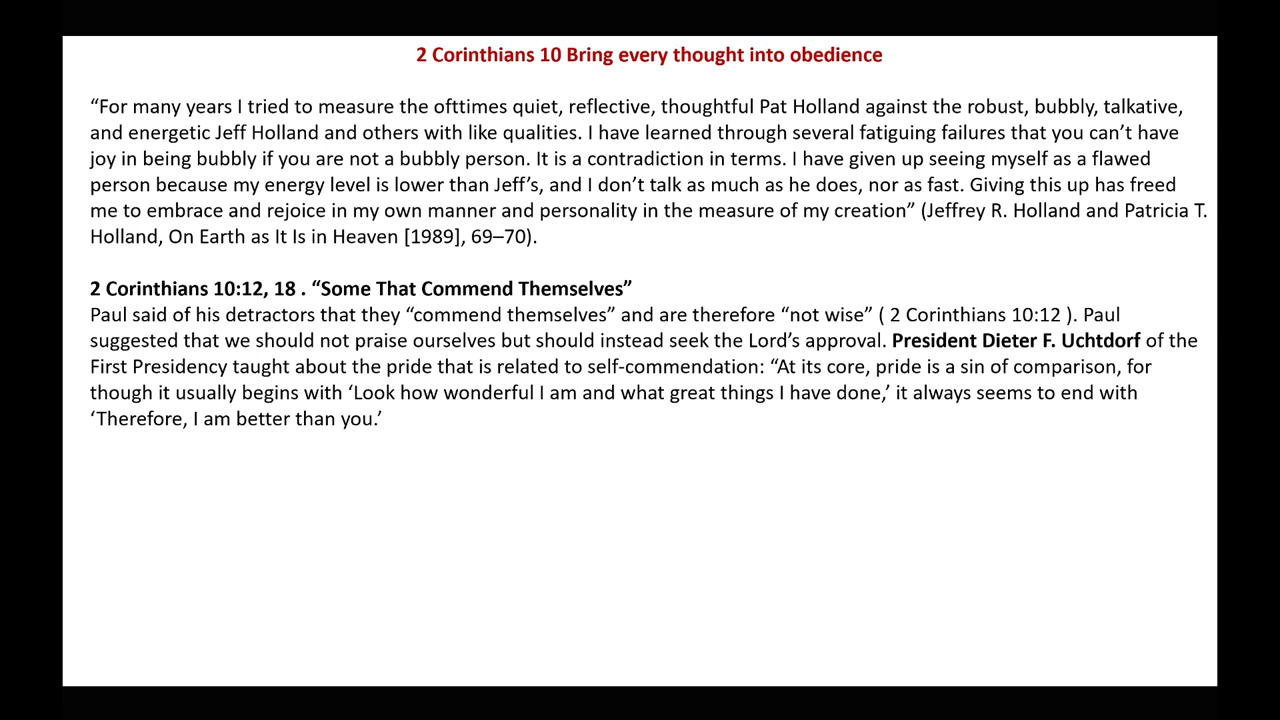 2 Corinthians 10 Bring every thought into obedience
“For many years I tried to measure the ofttimes quiet, reflective, thoughtful Pat Holland against the robust, bubbly, talkative,
and energetic Jeff Holland and others with like qualities. I have learned through several fatiguing failures that you can’t have
joy in being bubbly if you are not a bubbly person. It is a contradiction in terms. I have given up seeing myself as a flawed
person because my energy level is lower than Jeff’s, and I don’t talk as much as he does, nor as fast. Giving this up has freed
me to embrace and rejoice in my own manner and personality in the measure of my creation” (Jeffrey R. Holland and Patricia T.
Holland, On Earth as It Is in Heaven [1989], 69–70).
2 Corinthians 10:12, 18 . “Some That Commend Themselves”
Paul said of his detractors that they “commend themselves” and are therefore “not wise” ( 2 Corinthians 10:12 ). Paul
suggested that we should not praise ourselves but should instead seek the Lord’s approval. President Dieter F. Uchtdorf of the
First Presidency taught about the pride that is related to self-commendation: “At its core, pride is a sin of comparison, for
though it usually begins with ‘Look how wonderful I am and what great things I have done,’ it always seems to end with
‘Therefore, I am better than you.’